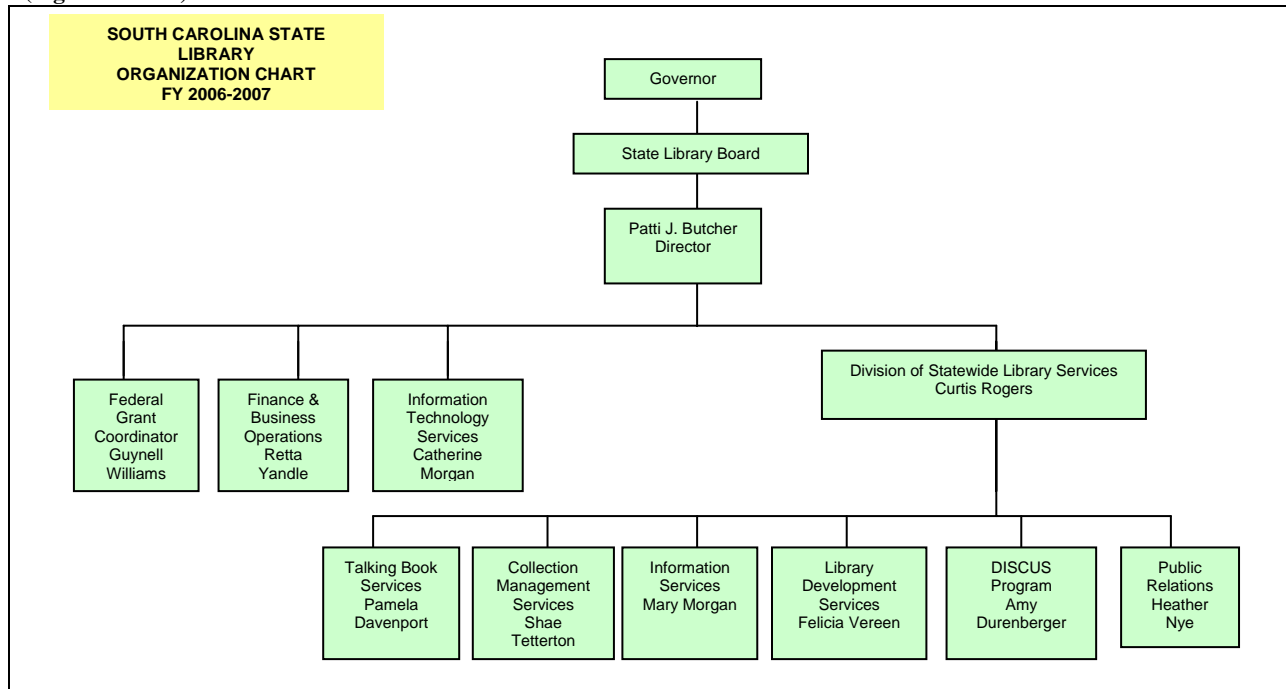 SOUTH CAROLINA STATE
LIBRARY
ORGANIZATION CHART
FY 2006-2007
Governor
State Library Board
Patti J. Butcher
Director
Division of Statewide Library Services
Curtis Rogers
Federal
Grant
Coordinator
Guynell
Williams
Finance &
Business
Operations
Retta
Yandle
Information
Technology
Services
Catherine
Morgan
Talking Book
Services
Pamela
Davenport
Collection
Management
Services
Shae
Tetterton
Information
Services
Mary Morgan
Library
Development
Services
Felicia Vereen
DISCUS
Program
Amy
Durenberger
Public
Relations
Heather
Nye